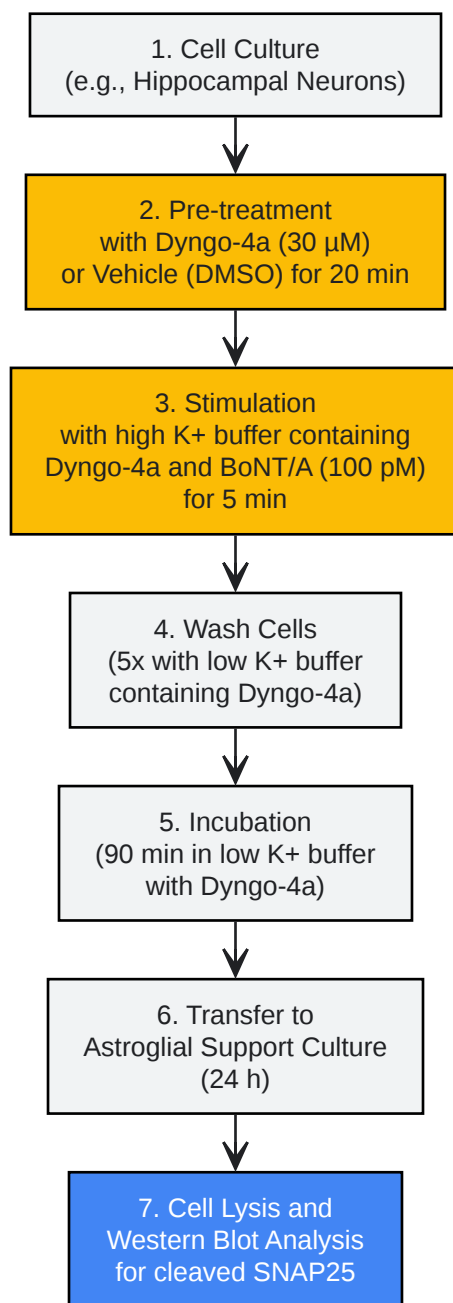 1. Cell Culture
(e.g., Hippocampal Neurons)
2. Pre-treatment
with Dyngo-4a (30 µM)
or Vehicle (DMSO) for 20 min
3. Stimulation
with high K+ buffer containing
Dyngo-4a and BoNT/A (100 pM)
for 5 min
4. Wash Cells
(5x with low K+ buffer
containing Dyngo-4a)
5. Incubation
(90 min in low K+ buffer
with Dyngo-4a)
6. Transfer to
Astroglial Support Culture
(24 h)
7. Cell Lysis and
Western Blot Analysis
for cleaved SNAP25